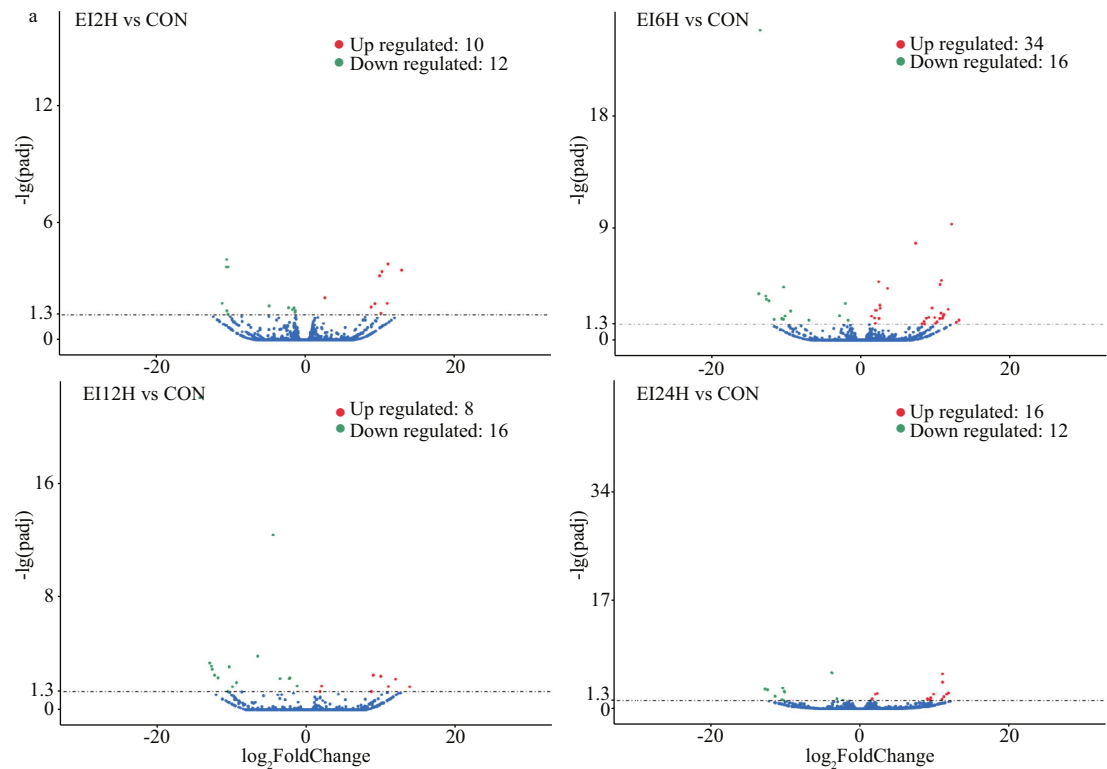 a
EI2H vs CON
Up regulated: 10
Down regulated: 12
-lg(padj)
12
6
1.3
0
-20
0
20
EI6H vs CON
Up regulated: 34
Down regulated: 16
-lg(padj)
18
9
1.3
0
-20
0
20
EI12H vs CON
Up regulated: 8
Down regulated: 16
-lg(padj)
16
8
1.3
0
-20
0
20
log₂FoldChange
EI24H vs CON
Up regulated: 16
Down regulated: 12
-lg(padj)
34
17
1.3
0
-20
0
20
log₂FoldChange